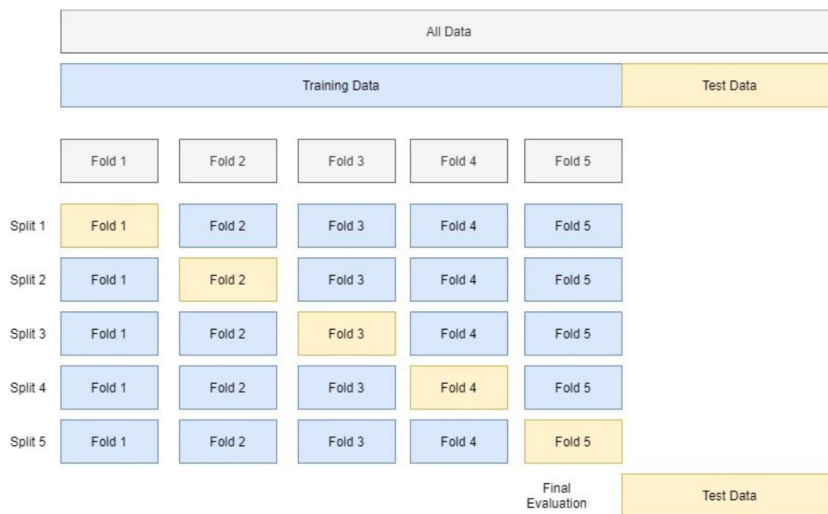 All Data
Training Data Test Data
Fold 1 Fold 2 Fold 3 Fold 4 Fold 5
Split 1 Fold 1 Fold 2 Fold 3 Fold 4 Fold 5
Split 2 Fold 1 Fold 2 Fold 3 Fold 4 Fold 5
Split 3 Fold 1 Fold 2 Fold 3 Fold 4 Fold 5
Split 4 Fold 1 Fold 2 Fold 3 Fold 4 Fold 5
Split 5 Fold 1 Fold 2 Fold 3 Fold 4 Fold 5
Final
Evaluation
Test Data